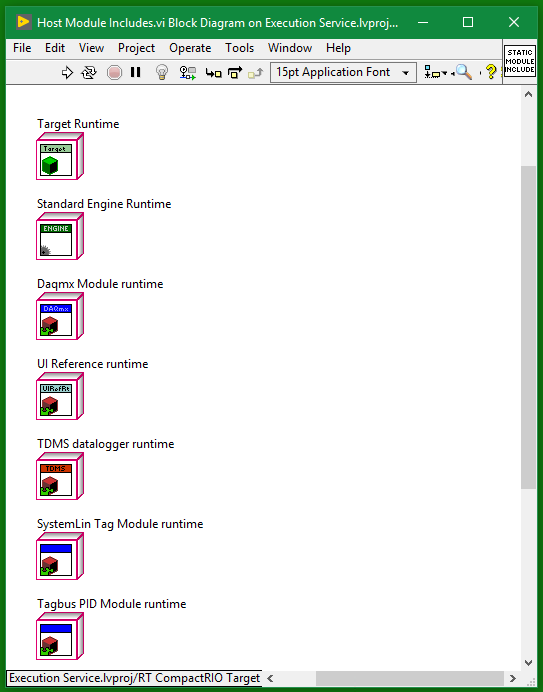 Host Module Includes.vi Block Diagram on Execution Service.lvproj...
File Edit View Project Operate Tools Window Help
15pt Application Font
STATIC
MODULE
INCLUDE
Target Runtime
Target
Standard Engine Runtime
ENGINE
Daqmx Module runtime
DAQmx
UI Reference runtime
UIRefRt
TDMS datalogger runtime
TDMS
SystemLin Tag Module runtime
Tagbus PID Module runtime
Execution Service.lvproj/RT CompactRIO Target